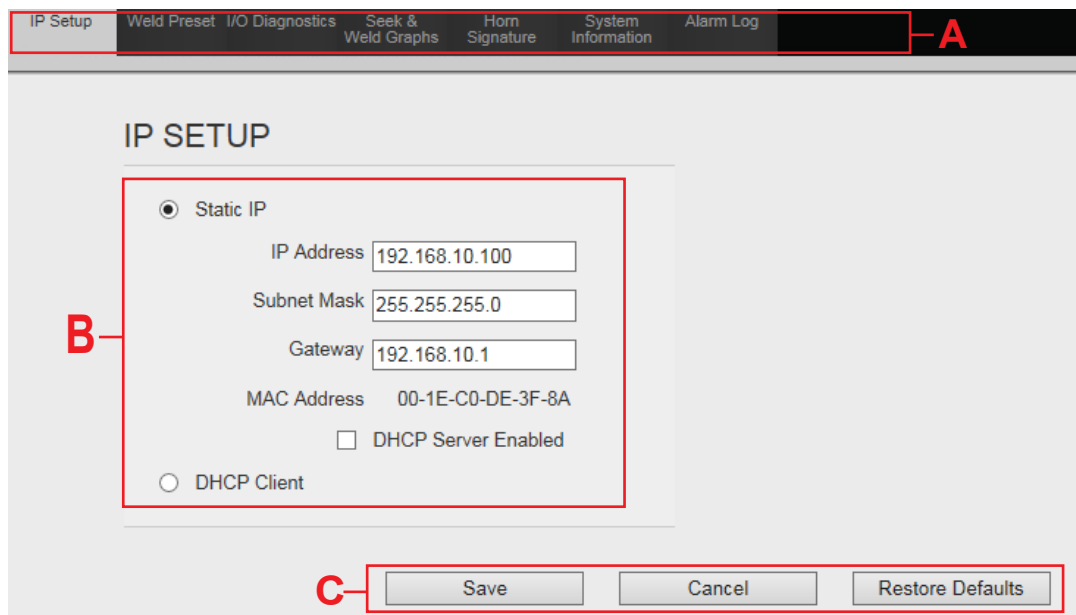 IP Setup Weld Preset I/O Diagnostics Seek & Horn System Alarm Log
Weld Graphs Signature Information
A
IP SETUP
Static IP
IP Address 192.168.10.100
Subnet Mask 255.255.255.0
B
Gateway 192.168.10.1
MAC Address 00-1E-C0-DE-3F-8A
DHCP Server Enabled
DHCP Client
C Save Cancel Restore Defaults